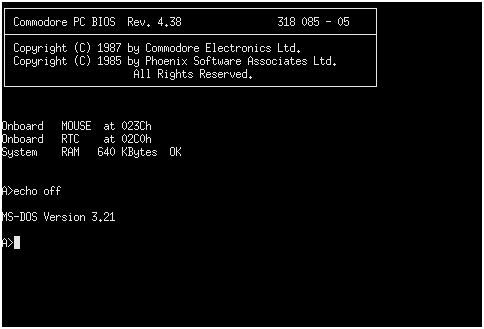 Commodore PC BIOS  Rev. 4.38          318 085 - 05
Copyright (C) 1987 by Commodore Electronics Ltd.
Copyright (C) 1985 by Phoenix Software Associates Ltd.
All Rights Reserved.
Onboard   MOUSE  at 023Ch
Onboard   RTC    at 02C0h
System    RAM   640 KBytes  OK
A>echo off
MS-DOS Version 3.21
A>